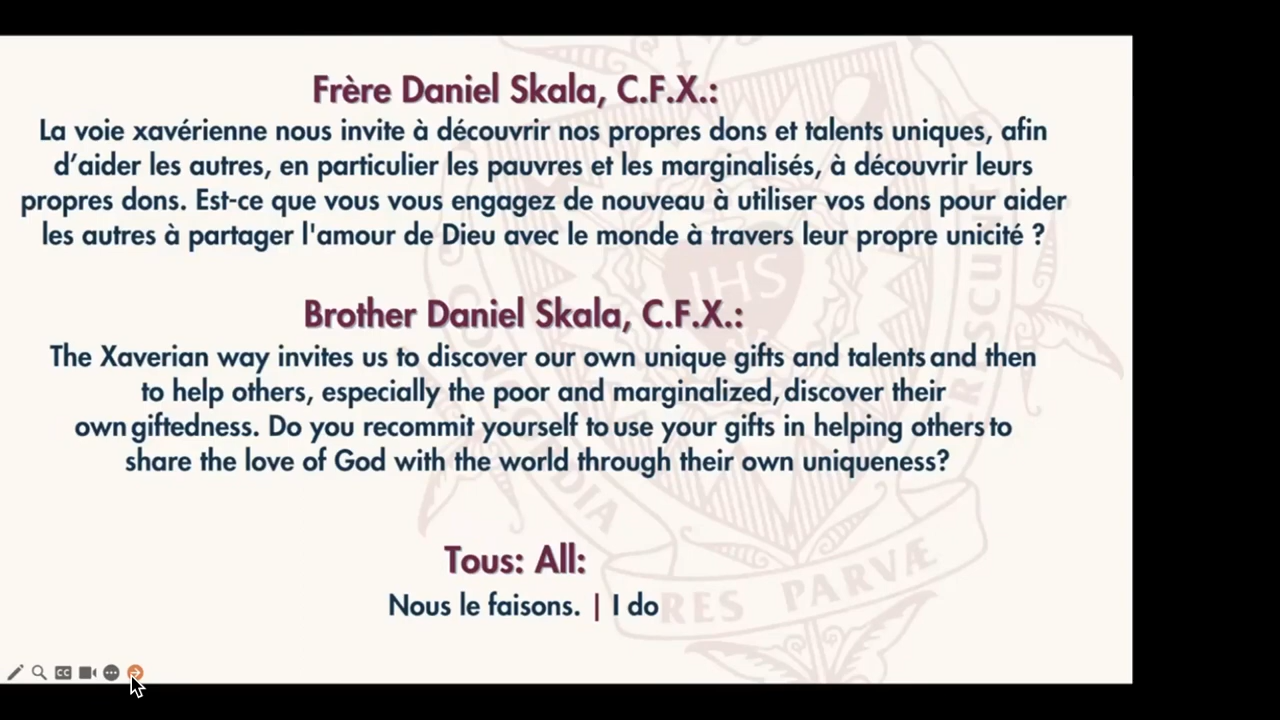 Frère Daniel Skala, C.F.X.:
La voie xavérienne nous invite à découvrir nos propres dons et talents uniques, afin
d’aider les autres, en particulier les pauvres et les marginalisés, à découvrir leurs
propres dons. Est-ce que vous vous engagez de nouveau à utiliser vos dons pour aider
les autres à partager l'amour de Dieu avec le monde à travers leur propre unicité ?
Brother Daniel Skala, C.F.X.:
The Xaverian way invites us to discover our own unique gifts and talents and then
to help others, especially the poor and marginalized, discover their
own giftedness. Do you recommit yourself to use your gifts in helping others to
share the love of God with the world through their own uniqueness?
Tous: All:
Nous le faisons. | I do
IHS
CONCORDIA
RES PARVÆ
CRESCUNT
CC